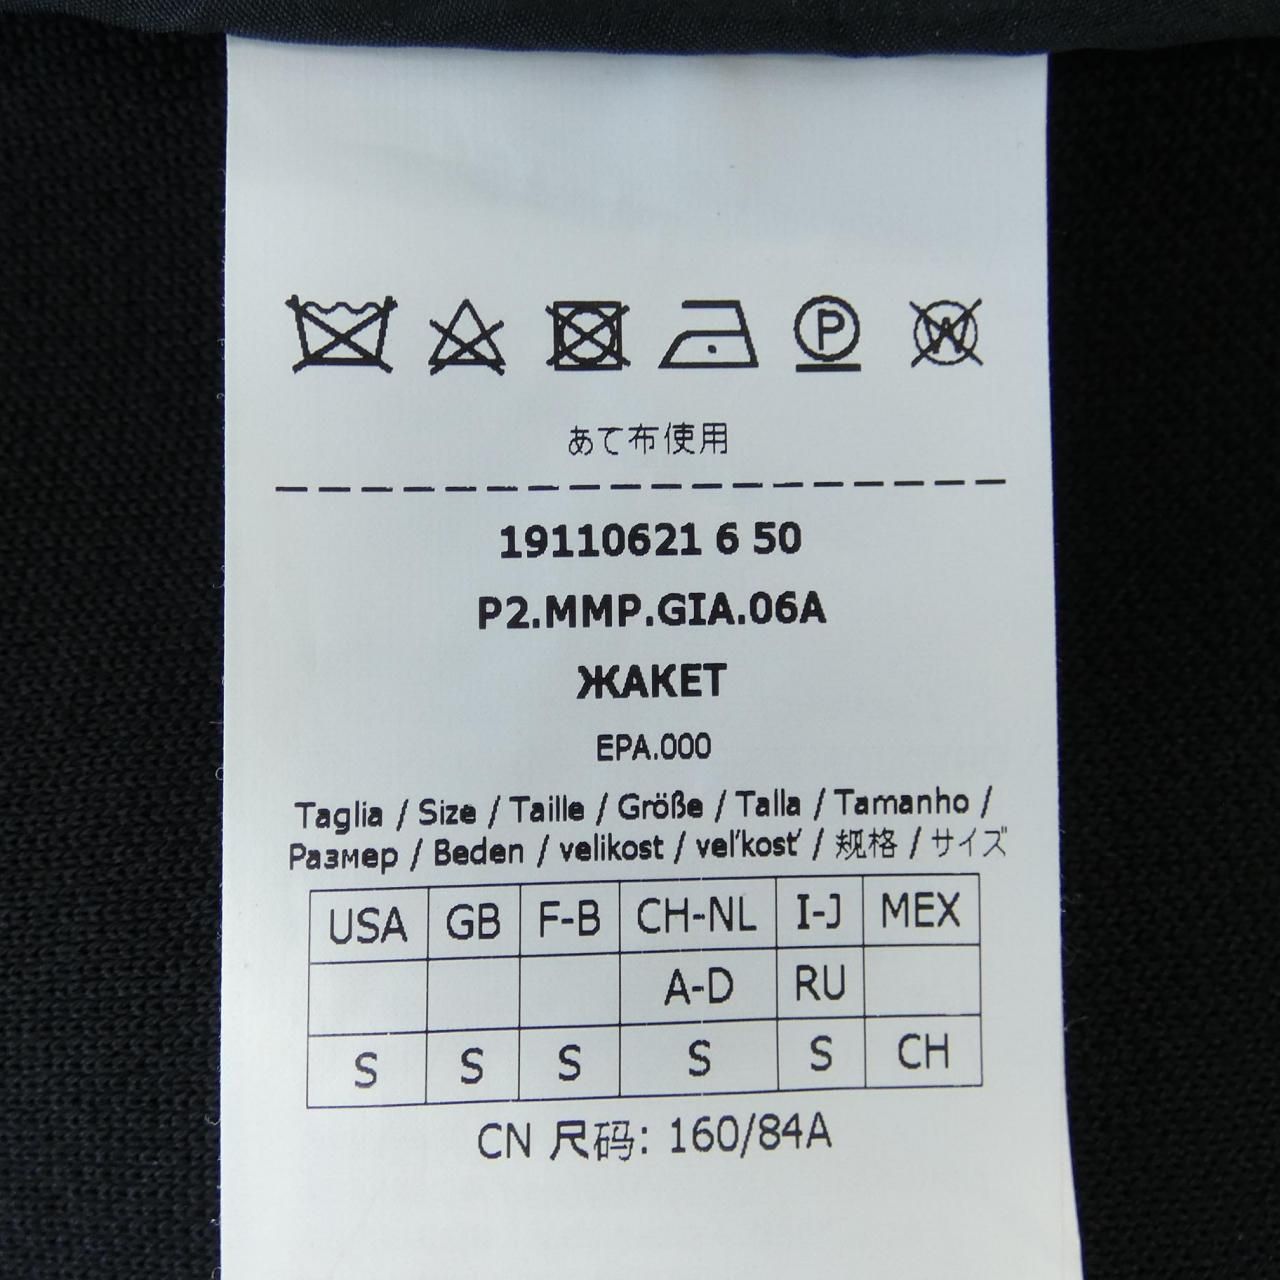 P W
あて布使用
19110621 6 50
P2.MMP.GIA.06A
ЖАКЕТ
EPA.000
Taglia / Size / Taille / Größe / Talla / Tamanho /
Размер / Beden / velikost / veľkosť / 规格 / サイズ
USA GB F-B CH-NL I-J MEX
A-D RU
S S S S S CH
CN 尺码: 160/84A